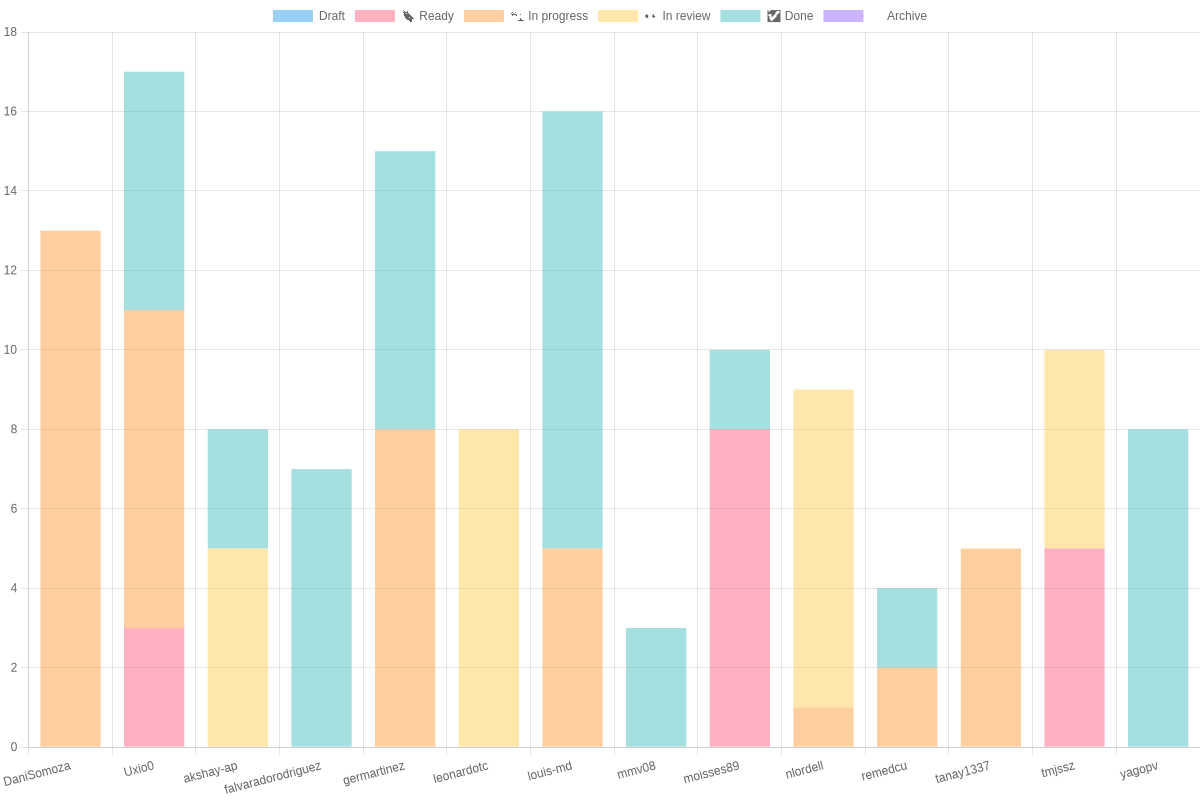 Draft 🔖 Ready 🏗 In progress 👀 In review ✅ Done Archive
18
16
14
12
10
8
6
4
2
0
DaniSomoza
Uxio0
akshay-ap
falvaradorodriguez
germartinez
leonardotc
louis-md
mmv08
moisses89
nlordell
remedcu
tanay1337
tmjssz
yagopv